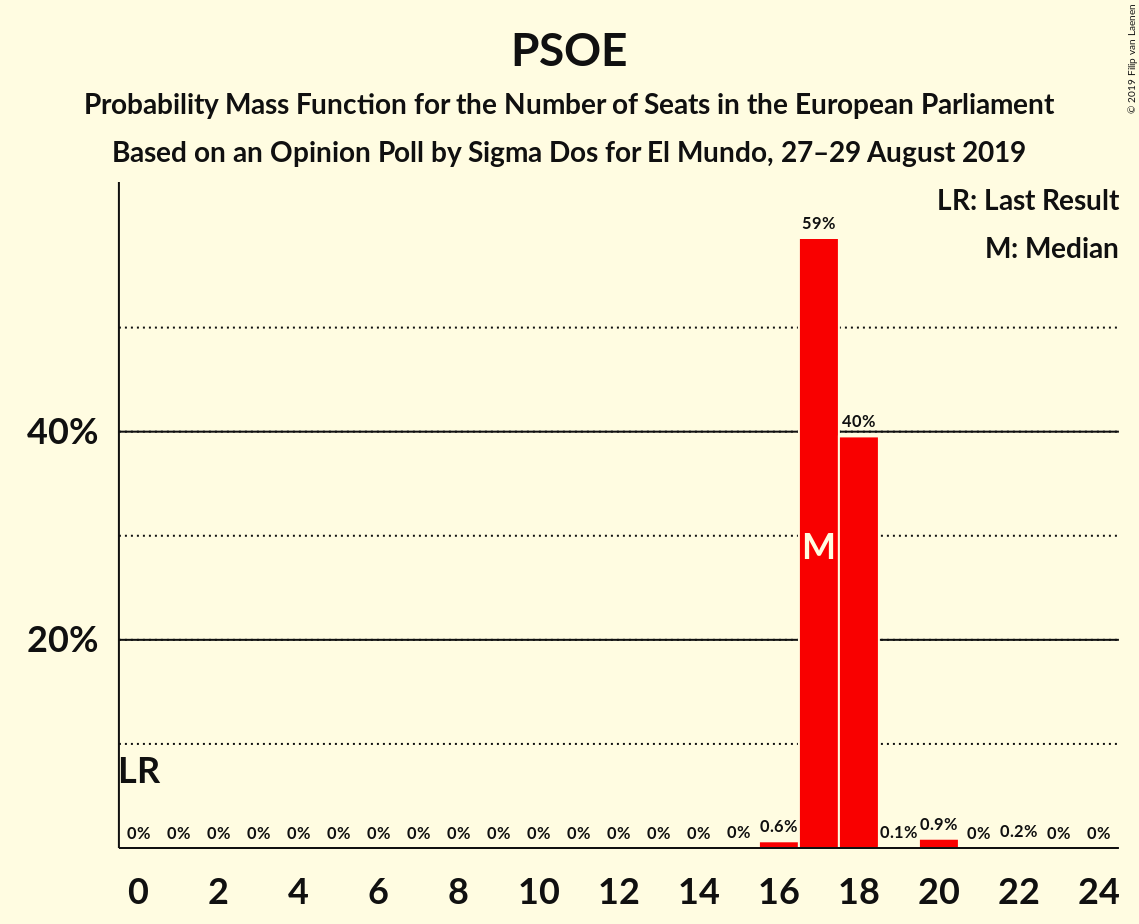 PSOE
Probability Mass Function for the Number of Seats in the European Parliament
Based on an Opinion Poll by Sigma Dos for El Mundo, 27–29 August 2019
© 2019 Filip van Laenen
LR: Last Result
M: Median
59%
40%
40%
M
20%
LR
0% 0% 0% 0% 0% 0% 0% 0% 0% 0% 0% 0% 0% 0% 0% 0% 0.6% 0.1% 0.9% 0% 0.2% 0% 0%
0 2 4 6 8 10 12 14 16 18 20 22 24